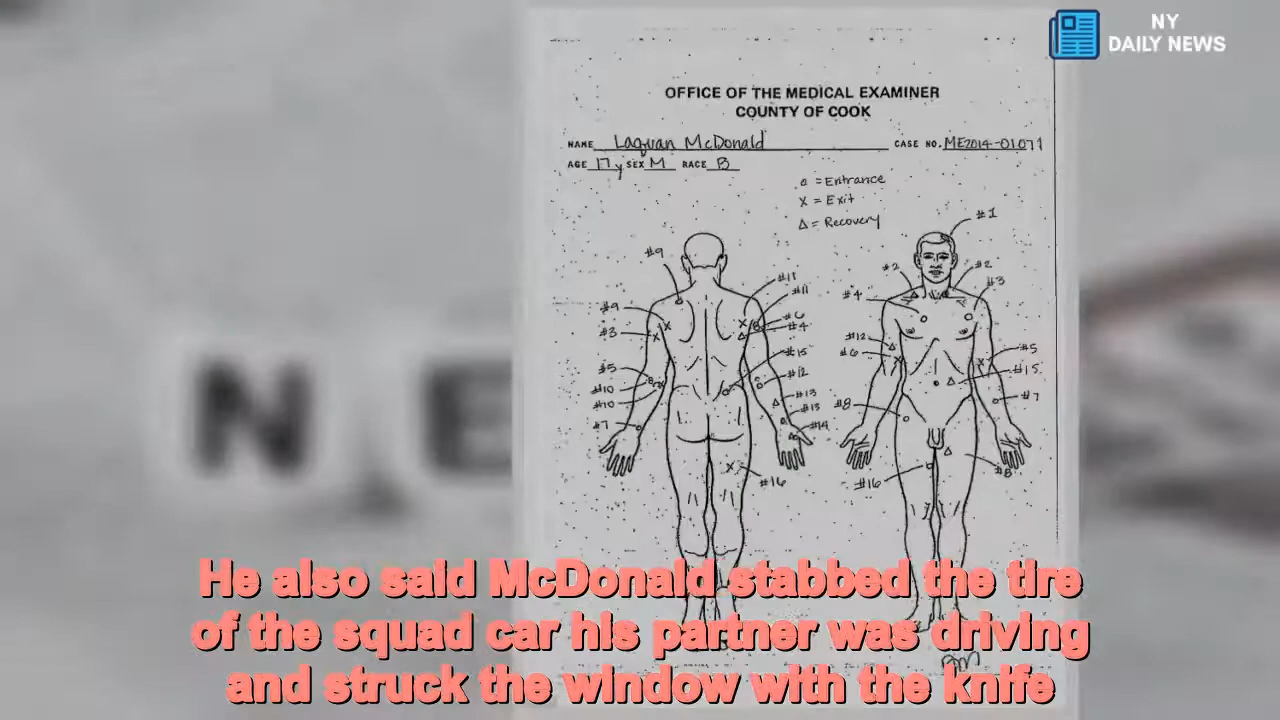 NY
DAILY NEWS
N E
OFFICE OF THE MEDICAL EXAMINER
COUNTY OF COOK
NAME Laquan McDonald CASE NO. ME2014-01071
AGE 17y SEX M RACE B
o = Entrance
X = Exit
Δ = Recovery
#1
#9
#2 #2
#11
#3
#11
#4
#9
#6
#3
#4
#12
#6
#5
#15
#5
#15
#10
#12
#10
#13
#7
#8
#13
#7
#14
#16
#16
#8
He also said McDonald stabbed the tire
of the squad car his partner was driving
and struck the window with the knife